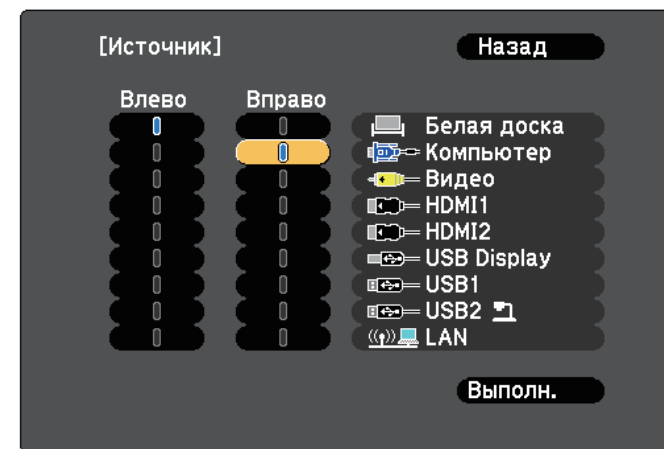 [Источник] Назад
Влево Вправо
Белая доска
Компьютер
Видео
HDMI1
HDMI2
USB Display
USB1
USB2
LAN
Выполн.